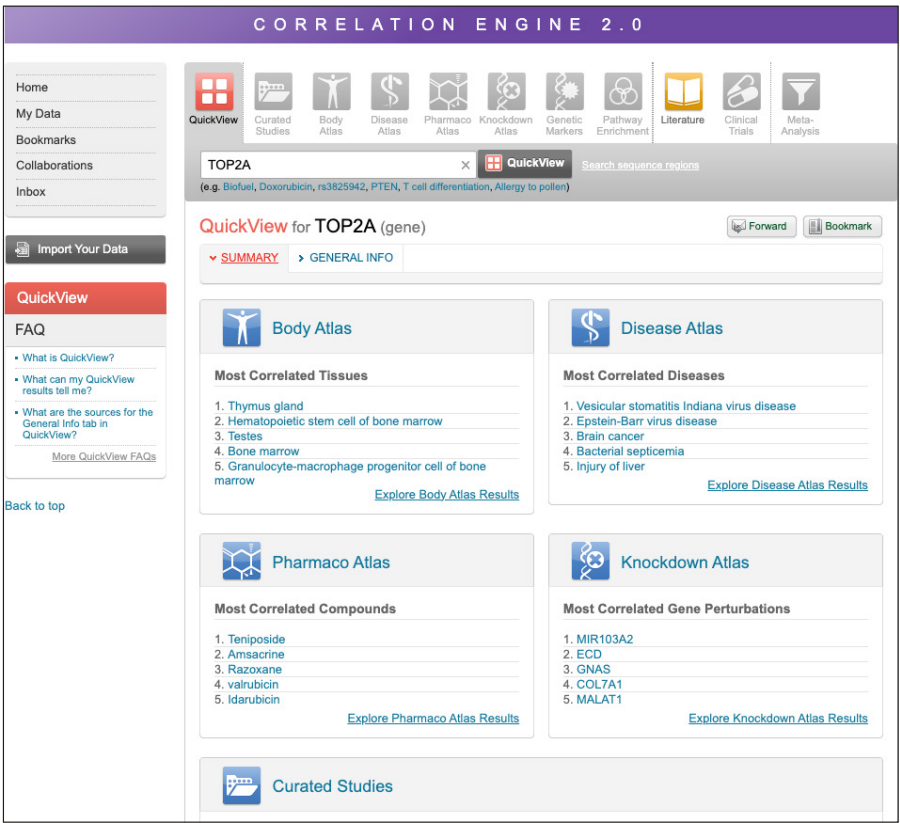 CORRELATION ENGINE 2.0
Home
My Data
Bookmarks
Collaborations
Inbox
Import Your Data
QuickView
FAQ
What is QuickView?
What can my QuickView
results tell me?
What are the sources for the
General Info tab in
QuickView?
More QuickView FAQs
Back to top
QuickView
Curated
Studies
Body
Atlas
Disease
Atlas
Pharmaco
Atlas
Knockdown
Atlas
Genetic
Markers
Pathway
Enrichment
Literature
Clinical
Trials
Meta-
Analysis
TOP2A
QuickView
Search sequence regions
(e.g. Biofuel, Doxorubicin, rs3825942, PTEN, T cell differentiation, Allergy to pollen)
QuickView for TOP2A (gene)
Forward
Bookmark
SUMMARY
GENERAL INFO
Body Atlas
Most Correlated Tissues
1. Thymus gland
2. Hematopoietic stem cell of bone marrow
3. Testes
4. Bone marrow
5. Granulocyte-macrophage progenitor cell of bone
marrow
Explore Body Atlas Results
Disease Atlas
Most Correlated Diseases
1. Vesicular stomatitis Indiana virus disease
2. Epstein-Barr virus disease
3. Brain cancer
4. Bacterial septicemia
5. Injury of liver
Explore Disease Atlas Results
Pharmaco Atlas
Most Correlated Compounds
1. Teniposide
2. Amsacrine
3. Razoxane
4. valrubicin
5. Idarubicin
Explore Pharmaco Atlas Results
Knockdown Atlas
Most Correlated Gene Perturbations
1. MIR103A2
2. ECD
3. GNAS
4. COL7A1
5. MALAT1
Explore Knockdown Atlas Results
Curated Studies